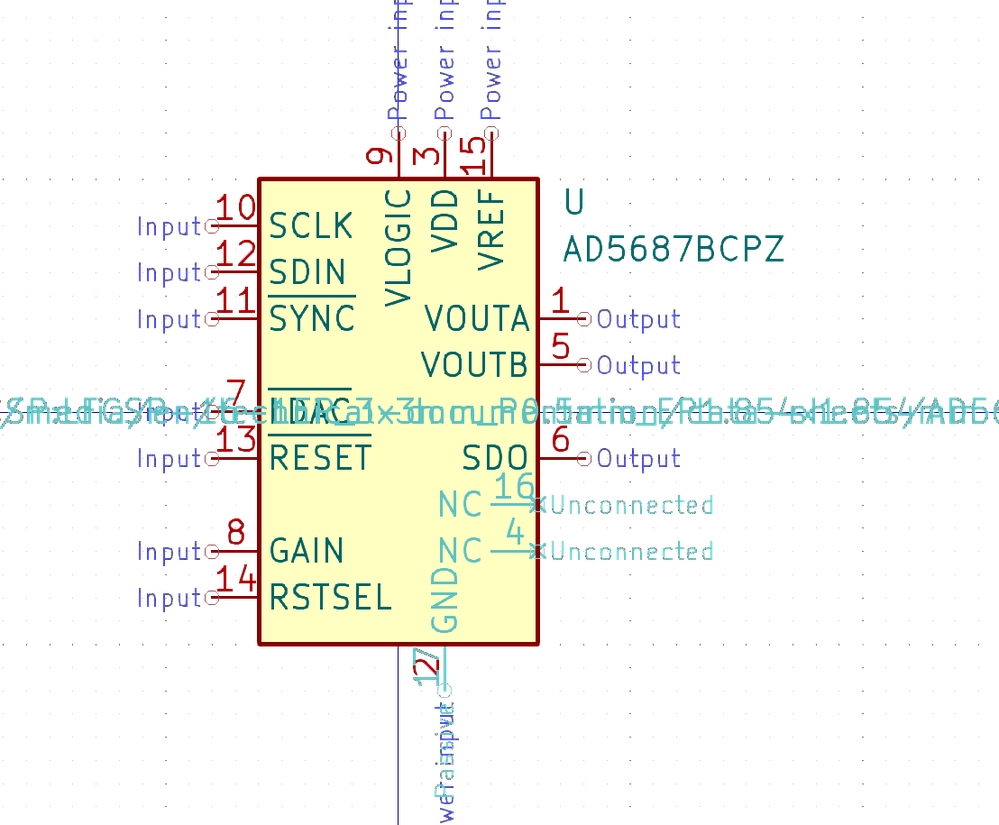 Power inp
Power inp
Power inp
9
3
15
VLOGIC
VDD
VREF
U
AD5687BCPZ
Input 10 SCLK
Input 12 SDIN
Input 11 SYNC
VOUTA 1 Output
VOUTB 5 Output
7 LDAC
Input 13 RESET
SDO 6 Output
NC 16 Unconnected
NC 4 Unconnected
Input 8 GAIN
Input 14 RSTSEL
GND
2
17
Passive